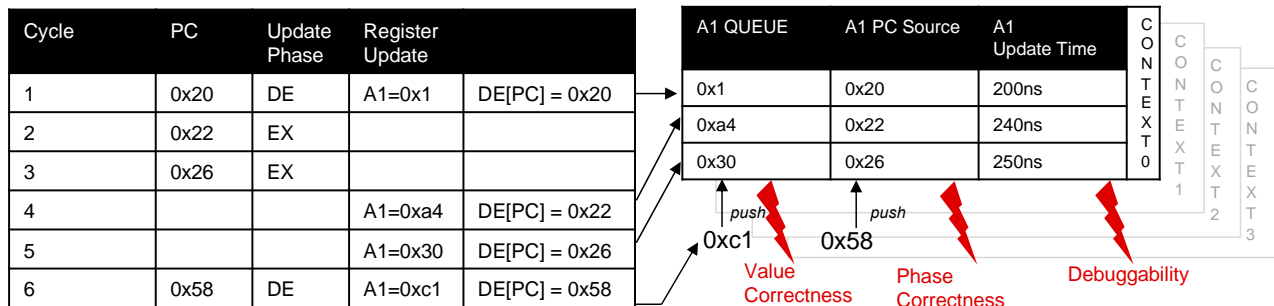 Cycle PC Update Phase Register Update
1 0x20 DE A1=0x1 DE[PC] = 0x20
2 0x22 EX
3 0x26 EX
4 A1=0xa4 DE[PC] = 0x22
5 A1=0x30 DE[PC] = 0x26
6 0x58 DE A1=0xc1 DE[PC] = 0x58
A1 QUEUE A1 PC Source A1 Update Time
0x1 0x20 200ns
0xa4 0x22 240ns
0x30 0x26 250ns
CONTEXT0
CONTEXT1
CONTEXT2
CONTEXT3
push push
0xc1 0x58
Value Correctness
Phase Correctness
Debuggability